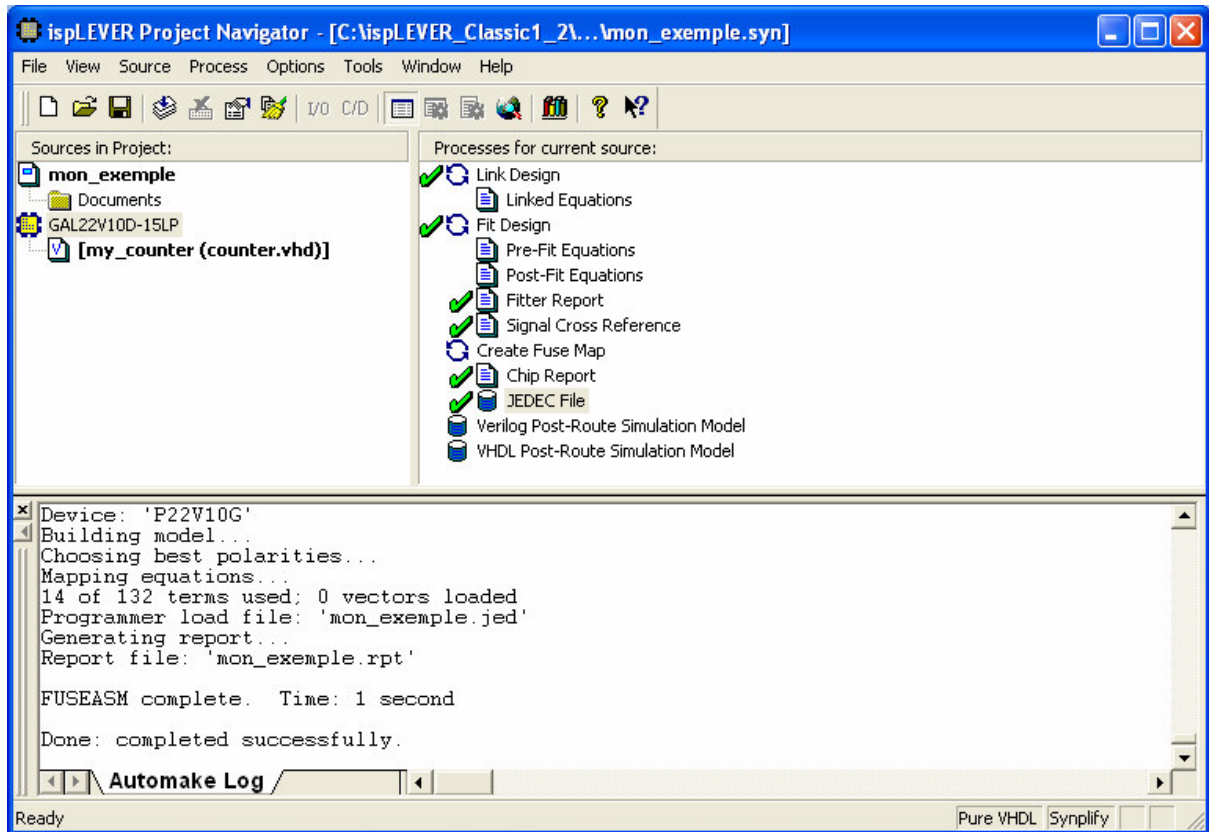 ispLEVER Project Navigator - [C:\ispLEVER_Classic1_2\...\mon_exemple.syn]
File View Source Process Options Tools Window Help
I/O C/D
Sources in Project:
mon_exemple
Documents
GAL22V10D-15LP
[my_counter (counter.vhd)]
Processes for current source:
Link Design
Linked Equations
Fit Design
Pre-Fit Equations
Post-Fit Equations
Fitter Report
Signal Cross Reference
Create Fuse Map
Chip Report
JEDEC File
Verilog Post-Route Simulation Model
VHDL Post-Route Simulation Model
Device: 'P22V10G'
Building model...
Choosing best polarities...
Mapping equations...
14 of 132 terms used; 0 vectors loaded
Programmer load file: 'mon_exemple.jed'
Generating report...
Report file: 'mon_exemple.rpt'
FUSEASM complete. Time: 1 second
Done: completed successfully.
Automake Log
Ready
Pure VHDL Synplify